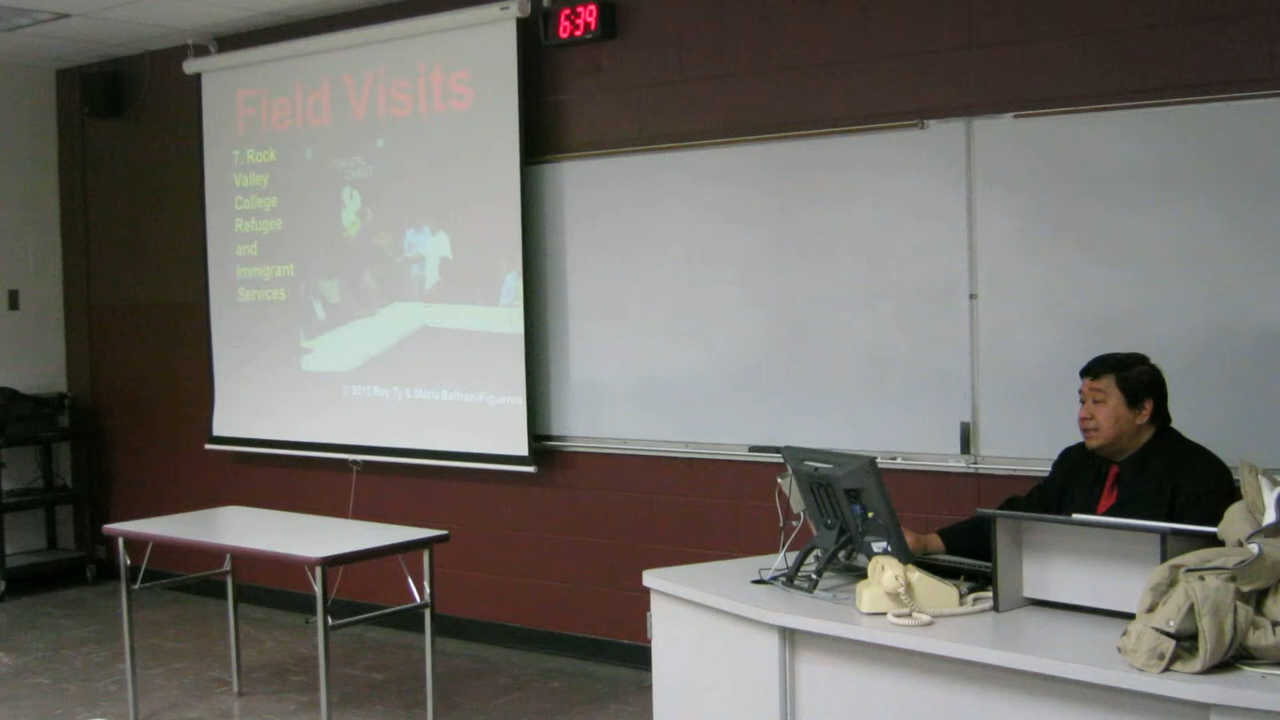 6:39
Field Visits
7. Rock
Valley
College
Refugee
and
Immigrant
Services
© 2012 Rey Ty & Maria Beltran-Figueroa